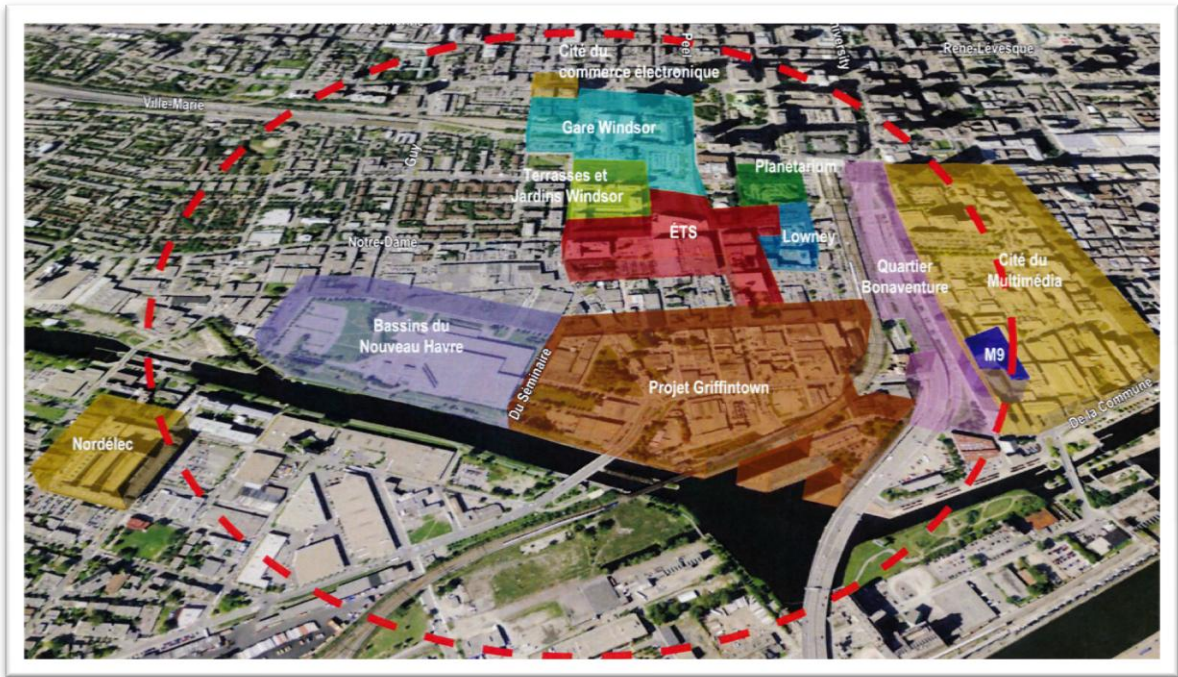 René-Lévesque
Peel
University
Cité du
commerce électronique
Ville-Marie
Gare Windsor
Guy
Planétarium
Terrasses et
Jardins Windsor
ÉTS
Lowney
Notre-Dame
Quartier
Bonaventure
Cité du
Multimédia
Bassins du
Nouveau Havre
M9
Du Séminaire
Projet Griffintown
De la Commune
Nordélec